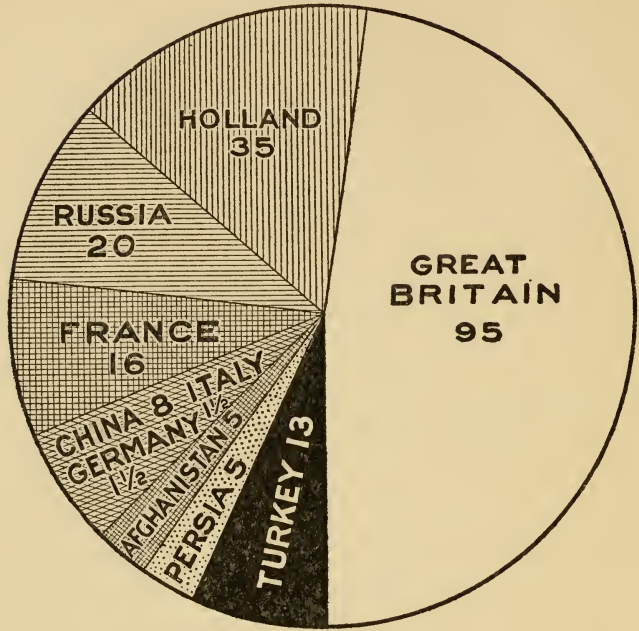 HOLLAND
35
RUSSIA
20
GREAT
BRITAIN
95
FRANCE
16
CHINA 8 ITALY
1½
GERMANY
1½
AFGHANISTAN 5
PERSIA 5
TURKEY 13